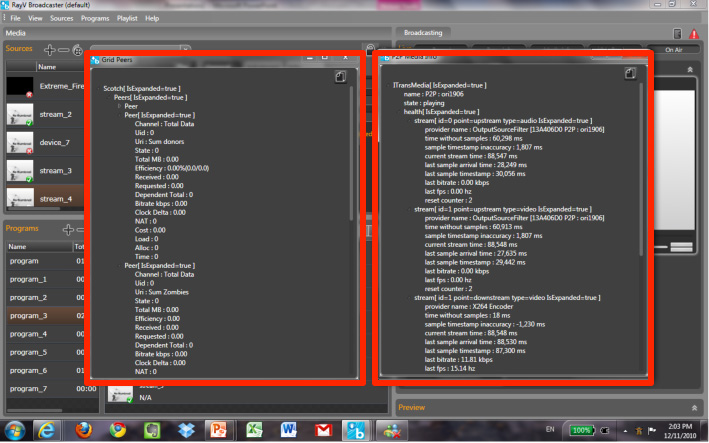 RayV Broadcaster (default)
File View Sources Programs Playlist Help
Media
Broadcasting
Sources
On Air
Name
Extreme_Fire
stream_2
device_7
stream_3
stream_4
Programs
Name Tot
program 01
program_1 00
program_2 00
program_3 02
program_4 00
program_5 00
program_6 01
program_7 00:00
N/A
Grid Peers
Scotch[ IsExpanded=true ]
Peers[ IsExpanded=true ]
Peer
Peer[ IsExpanded=true ]
Channel : Total Data
Uid : 0
Uri : Sum donors
State : 0
Total MB : 0.00
Efficiency : 0.00%(0.0/0.0)
Received : 0.00
Requested : 0.00
Dependent Total : 0
Bitrate kbps : 0.00
Clock Delta : 0.00
NAT : 0
Cost : 0.00
Load : 0
Alloc : 0
Time : 0
Peer[ IsExpanded=true ]
Channel : Total Data
Uid : 0
Uri : Sum Zombies
State : 0
Total MB : 0.00
Efficiency : 0.00
Received : 0.00
Requested : 0.00
Dependent Total : 0
Bitrate kbps : 0.00
Clock Delta : 0.00
NAT : 0
P2P Media Info
ITransMedia[ IsExpanded=true ]
name : P2P : ori1906
state : playing
health[ IsExpanded=true ]
stream[ id=0 point=upstream type=audio IsExpanded=true ]
provider name : OutputSourceFilter [13A406D0 P2P : ori1906]
time without samples : 60,298 ms
sample timestamp inaccuracy : 1,807 ms
current stream time : 88,547 ms
last sample arrival time : 28,249 ms
last sample timestamp : 30,056 ms
last bitrate : 0.00 kbps
last fps : 0.00 hz
reset counter : 2
stream[ id=1 point=upstream type=video IsExpanded=true ]
provider name : OutputSourceFilter [13A406D0 P2P : ori1906]
time without samples : 60,913 ms
sample timestamp inaccuracy : 1,807 ms
current stream time : 88,548 ms
last sample arrival time : 27,635 ms
last sample timestamp : 29,442 ms
last bitrate : 0.00 kbps
last fps : 0.00 hz
reset counter : 2
stream[ id=1 point=downstream type=video IsExpanded=true ]
provider name : X264 Encoder
time without samples : 18 ms
sample timestamp inaccuracy : -1,230 ms
current stream time : 88,548 ms
last sample arrival time : 88,530 ms
last sample timestamp : 87,300 ms
last bitrate : 11.81 kbps
last fps : 15.14 hz
Preview
EN
100%
2:03 PM
12/11/2010